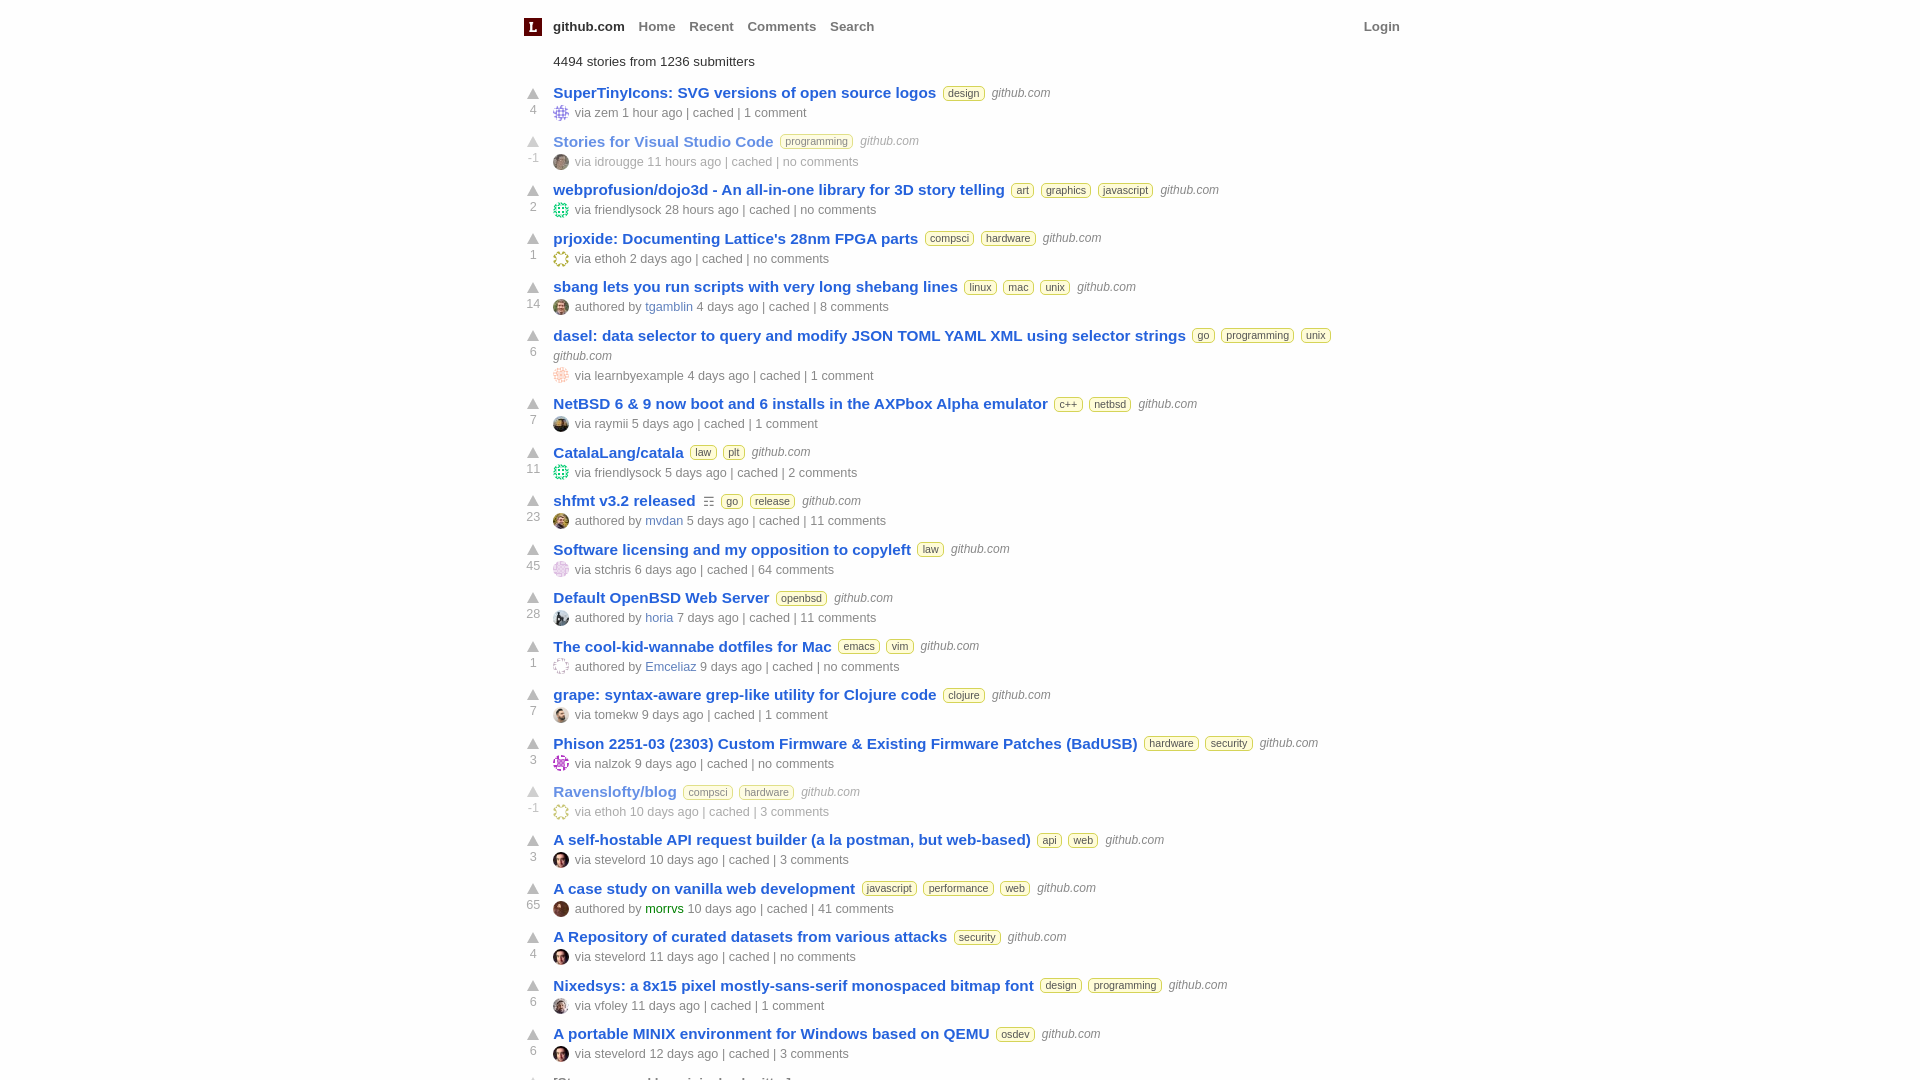 L github.com Home Recent Comments Search Login
4494 stories from 1236 submitters
SuperTinyIcons: SVG versions of open source logos design github.com
4 via zem 1 hour ago | cached | 1 comment
Stories for Visual Studio Code programming github.com
-1 via idrougge 11 hours ago | cached | no comments
webprofusion/dojo3d - An all-in-one library for 3D story telling art graphics javascript github.com
2 via friendlysock 28 hours ago | cached | no comments
prjoxide: Documenting Lattice's 28nm FPGA parts compsci hardware github.com
1 via ethoh 2 days ago | cached | no comments
sbang lets you run scripts with very long shebang lines linux mac unix github.com
14 authored by tgamblin 4 days ago | cached | 8 comments
dasel: data selector to query and modify JSON TOML YAML XML using selector strings go programming unix
6 github.com
via learnbyexample 4 days ago | cached | 1 comment
NetBSD 6 & 9 now boot and 6 installs in the AXPbox Alpha emulator c++ netbsd github.com
7 via raymii 5 days ago | cached | 1 comment
CatalaLang/catala law plt github.com
11 via friendlysock 5 days ago | cached | 2 comments
shfmt v3.2 released ☶ go release github.com
23 authored by mvdan 5 days ago | cached | 11 comments
Software licensing and my opposition to copyleft law github.com
45 via stchris 6 days ago | cached | 64 comments
Default OpenBSD Web Server openbsd github.com
28 authored by horia 7 days ago | cached | 11 comments
The cool-kid-wannabe dotfiles for Mac emacs vim github.com
1 authored by Emceliaz 9 days ago | cached | no comments
grape: syntax-aware grep-like utility for Clojure code clojure github.com
7 via tomekw 9 days ago | cached | 1 comment
Phison 2251-03 (2303) Custom Firmware & Existing Firmware Patches (BadUSB) hardware security github.com
3 via nalzok 9 days ago | cached | no comments
Ravenslofty/blog compsci hardware github.com
-1 via ethoh 10 days ago | cached | 3 comments
A self-hostable API request builder (a la postman, but web-based) api web github.com
3 via stevelord 10 days ago | cached | 3 comments
A case study on vanilla web development javascript performance web github.com
65 authored by morrvs 10 days ago | cached | 41 comments
A Repository of curated datasets from various attacks security github.com
4 via stevelord 11 days ago | cached | no comments
Nixedsys: a 8x15 pixel mostly-sans-serif monospaced bitmap font design programming github.com
6 via vfoley 11 days ago | cached | 1 comment
A portable MINIX environment for Windows based on QEMU osdev github.com
6 via stevelord 12 days ago | cached | 3 comments